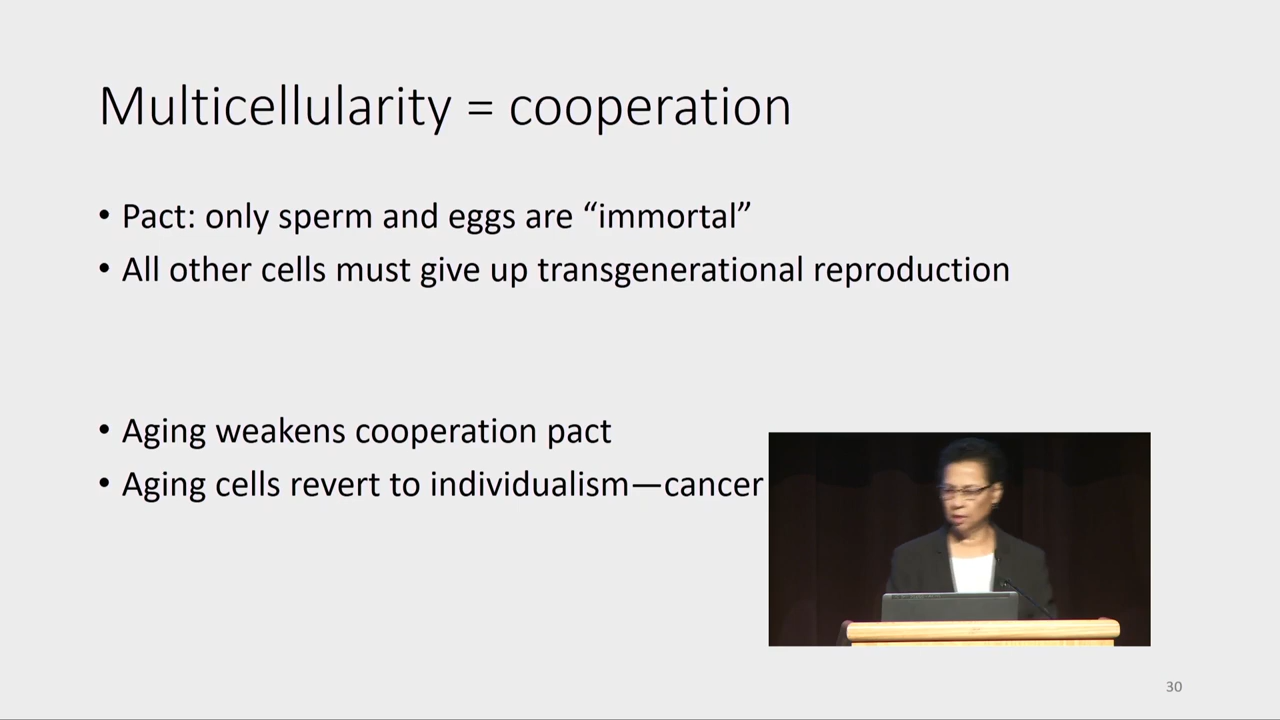 Multicellularity = cooperation
• Pact: only sperm and eggs are “immortal”
• All other cells must give up transgenerational reproduction
• Aging weakens cooperation pact
• Aging cells revert to individualism—cancer
30